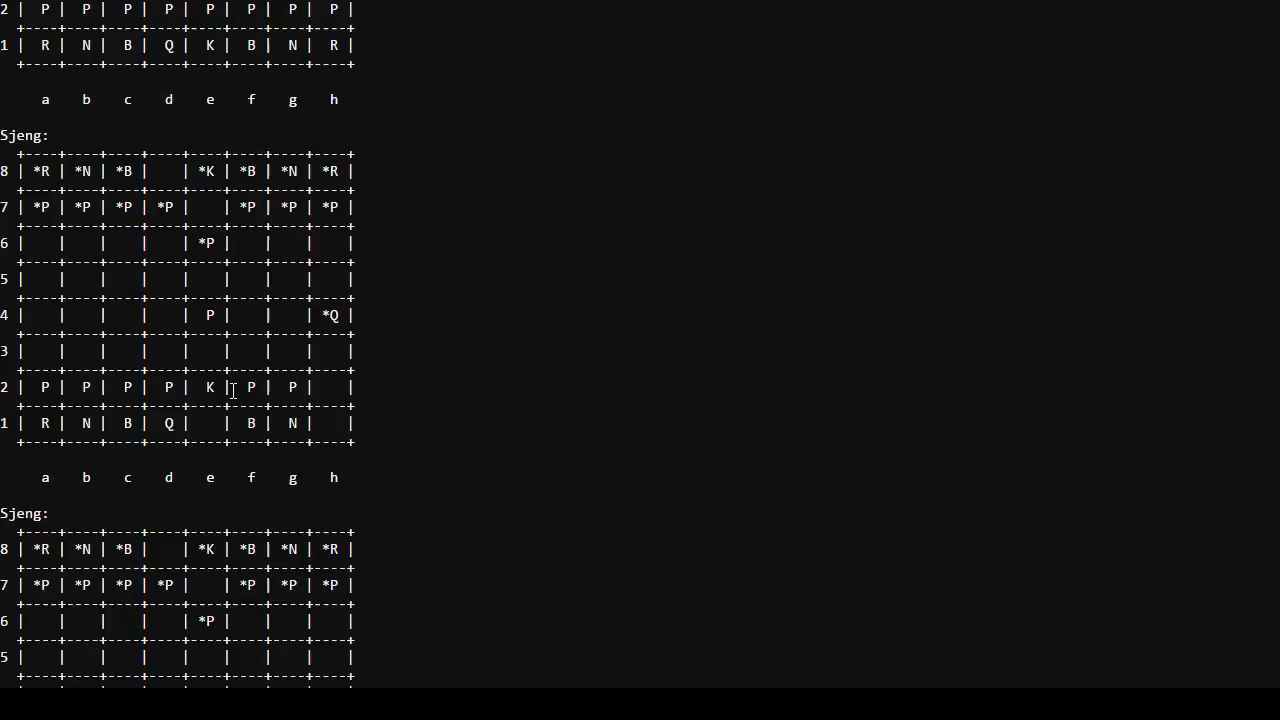 2 |  P|  P|  P|  P|  P|  P|  P|  P |
  +----+----+----+----+----+----+----+----+
1 |  R|  N|  B|  Q|  K|  B|  N|  R |
  +----+----+----+----+----+----+----+----+
     a    b    c    d    e    f    g    h
Sjeng:
  +----+----+----+----+----+----+----+----+
8 | *R | *N | *B |    | *K | *B | *N | *R |
  +----+----+----+----+----+----+----+----+
7 | *P | *P | *P | *P |    | *P | *P | *P |
  +----+----+----+----+----+----+----+----+
6 |    |    |    |    | *P |    |    |    |
  +----+----+----+----+----+----+----+----+
5 |    |    |    |    |    |    |    |    |
  +----+----+----+----+----+----+----+----+
4 |    |    |    |    |  P |    |    | *Q |
  +----+----+----+----+----+----+----+----+
3 |    |    |    |    |    |    |    |    |
  +----+----+----+----+----+----+----+----+
2 |  P|  P|  P|  P|  K|  P|  P|    |
  +----+----+----+----+----+----+----+----+
1 |  R|  N|  B|  Q|    |  B|  N|    |
  +----+----+----+----+----+----+----+----+
     a    b    c    d    e    f    g    h
Sjeng:
  +----+----+----+----+----+----+----+----+
8 | *R | *N | *B |    | *K | *B | *N | *R |
  +----+----+----+----+----+----+----+----+
7 | *P | *P | *P | *P |    | *P | *P | *P |
  +----+----+----+----+----+----+----+----+
6 |    |    |    |    | *P |    |    |    |
  +----+----+----+----+----+----+----+----+
5 |    |    |    |    |    |    |    |    |
  +----+----+----+----+----+----+----+----+